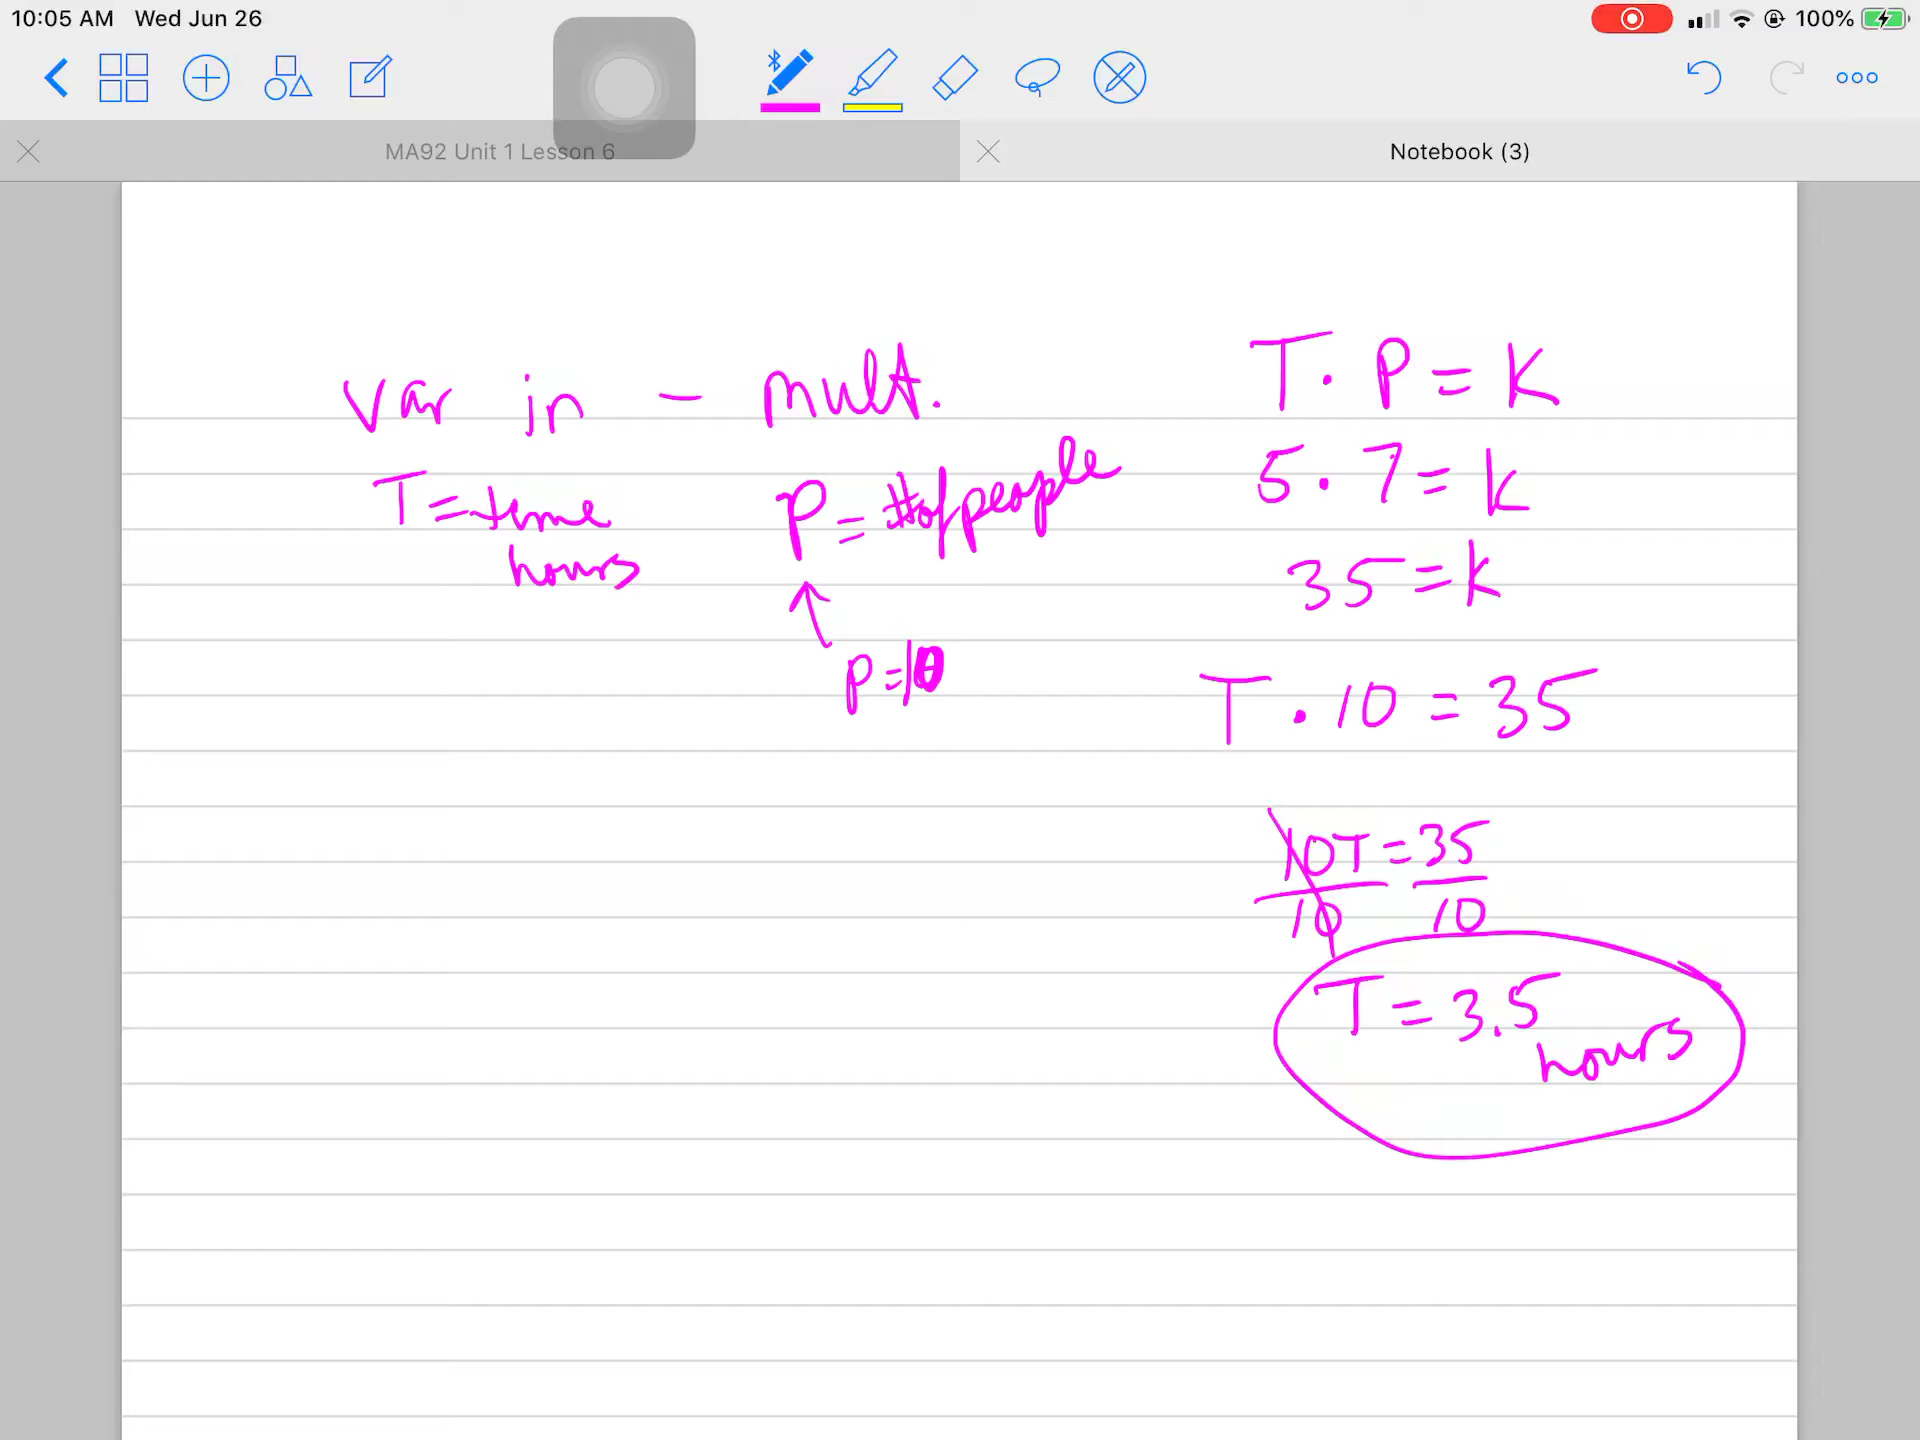 10:05 AM Wed Jun 26
100%
MA92 Unit 1 Lesson 6
Notebook (3)
var in - mult.
T = time
hours
P = # of people
p = 10
T · P = K
5 · 7 = K
35 = K
T · 10 = 35
10T = 35
10 10
T = 3.5
hours